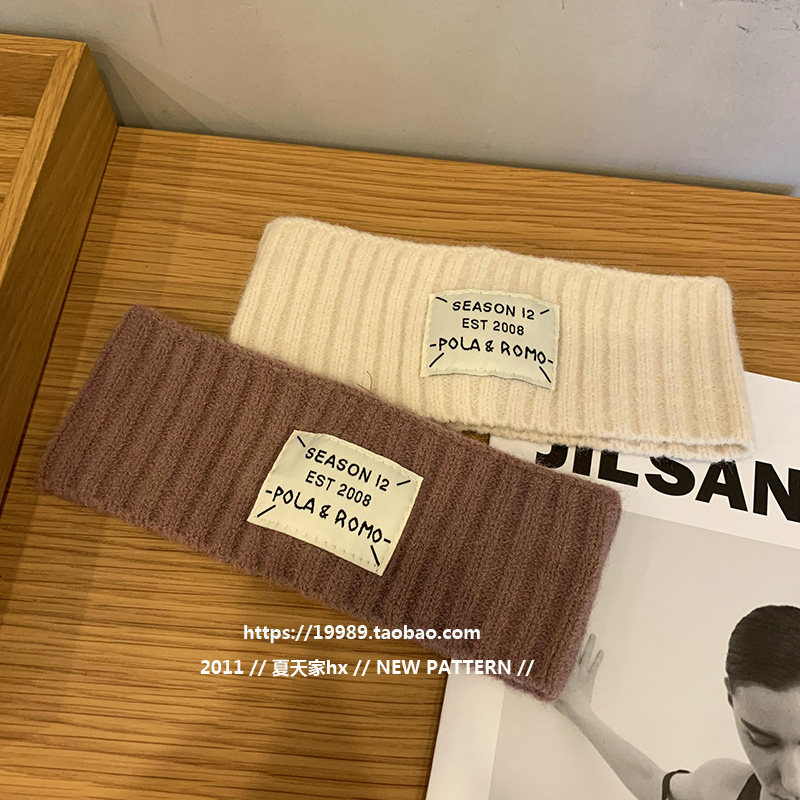 SEASON 12
EST 2008
-POLA & ROMO-
SEASON 12
EST 2008
-POLA & ROMO-
JILSAN
https://19989.taobao.com
2011 // 夏天家hx // NEW PATTERN //